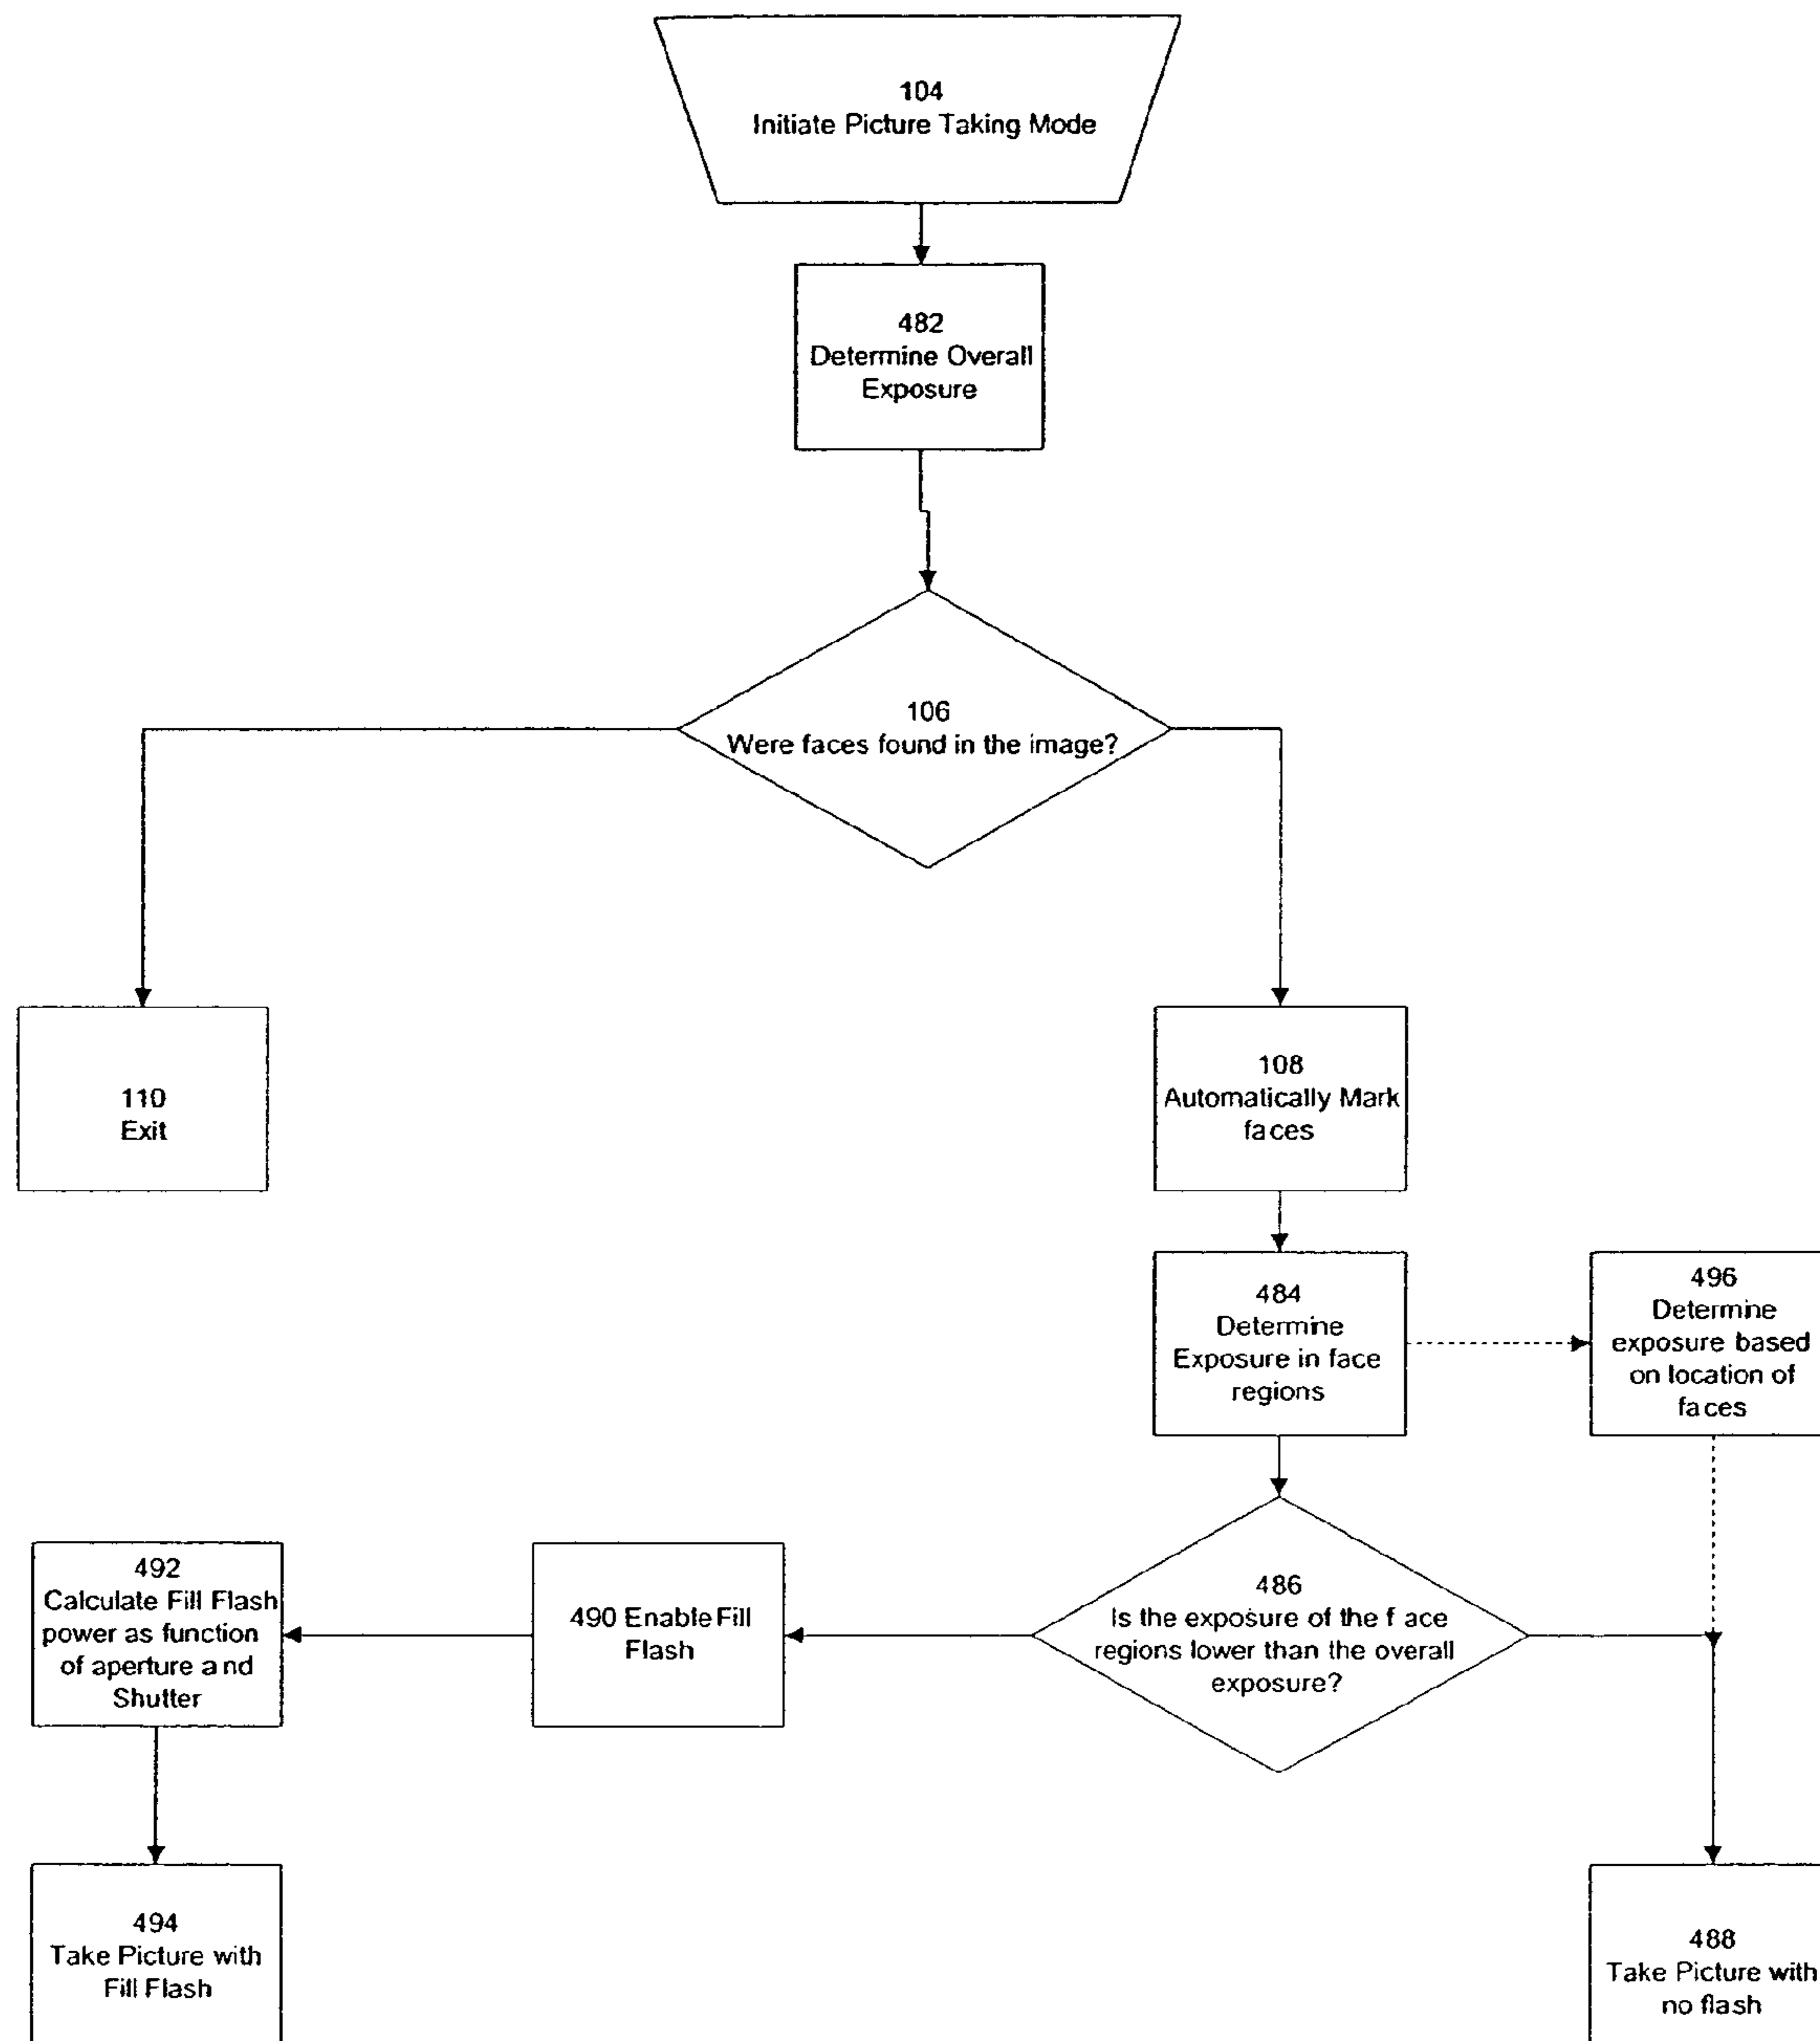 104
Initiate Picture Taking Mode
482
Determine Overall
Exposure
106
Were faces found in the image?
110
Exit
108
Automatically Mark
faces
484
Determine
Exposure in face
regions
496
Determine
exposure based
on location of
faces
486
Is the exposure of the f ace
regions lower than the overall
exposure?
490 Enable Fill
Flash
492
Calculate Fill Flash
power as function
of aperture and
Shutter
494
Take Picture with
Fill Flash
488
Take Picture with
no flash